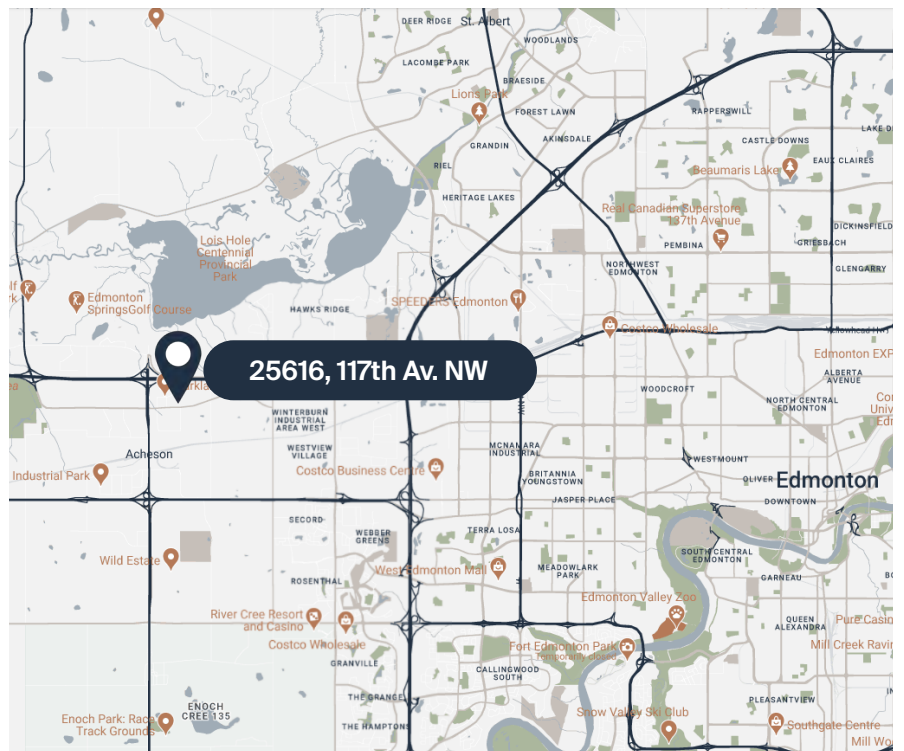 DEER RIDGE
St. Albert
WOODLANDS
LACOMBE PARK
BRAESIDE
Lions Park
RAPPERSWILL
FOREST LAWN
AKINSDALE
CASTLE DOWNS
GRANDIN
EAUX CLAIRES
RIEL
Beaumaris Lake
HERITAGE LAKES
Real Canadian Superstore
137th Avenue
DICKINSFIELD
Lois Hole
Centennial
Provincial
Park
PEMBINA
GRIESBACH
NORTHWEST
EDMONTON
GLENGARRY
Edmonton
SpringsGolf Course
HAWKS RIDGE
SPEEDERS Edmonton
Costco Wholesale
Edmonton EXP
25616, 117th Av. NW
ALBERTA
AVENUE
WOODCROFT
NORTH CENTRAL
EDMONTON
WINTERBURN
INDUSTRIAL
AREA WEST
Acheson
WESTVIEW
VILLAGE
MCNAMARA
INDUSTRIAL
WESTMOUNT
Industrial Park
Costco Business Centre
BRITANNIA
YOUNGSTOWN
OLIVER
Edmonton
DOWNTOWN
JASPER PLACE
SECORD
WEBBER
GREENS
TERRA LOSA
SOUTH CENTRAL
EDMONTON
Wild Estate
West Edmonton Mall
MEADOWLARK
PARK
GARNEAU
ROSENTHAL
Edmonton Valley Zoo
River Cree Resort
and Casino
QUEEN
ALEXANDRA
Pure Casin
Costco Wholesale
Fort Edmonton Park
Temporarily closed
Mill Creek Ravin
GRANVILLE
CALLINGWOOD
SOUTH
THE GRANGE
PLEASANTVIEW
ENOCH
CREE 135
Enoch Park: Race
Track Grounds
Snow Valley Ski Club
THE HAMPTONS
Southgate Centre
Mill Wo